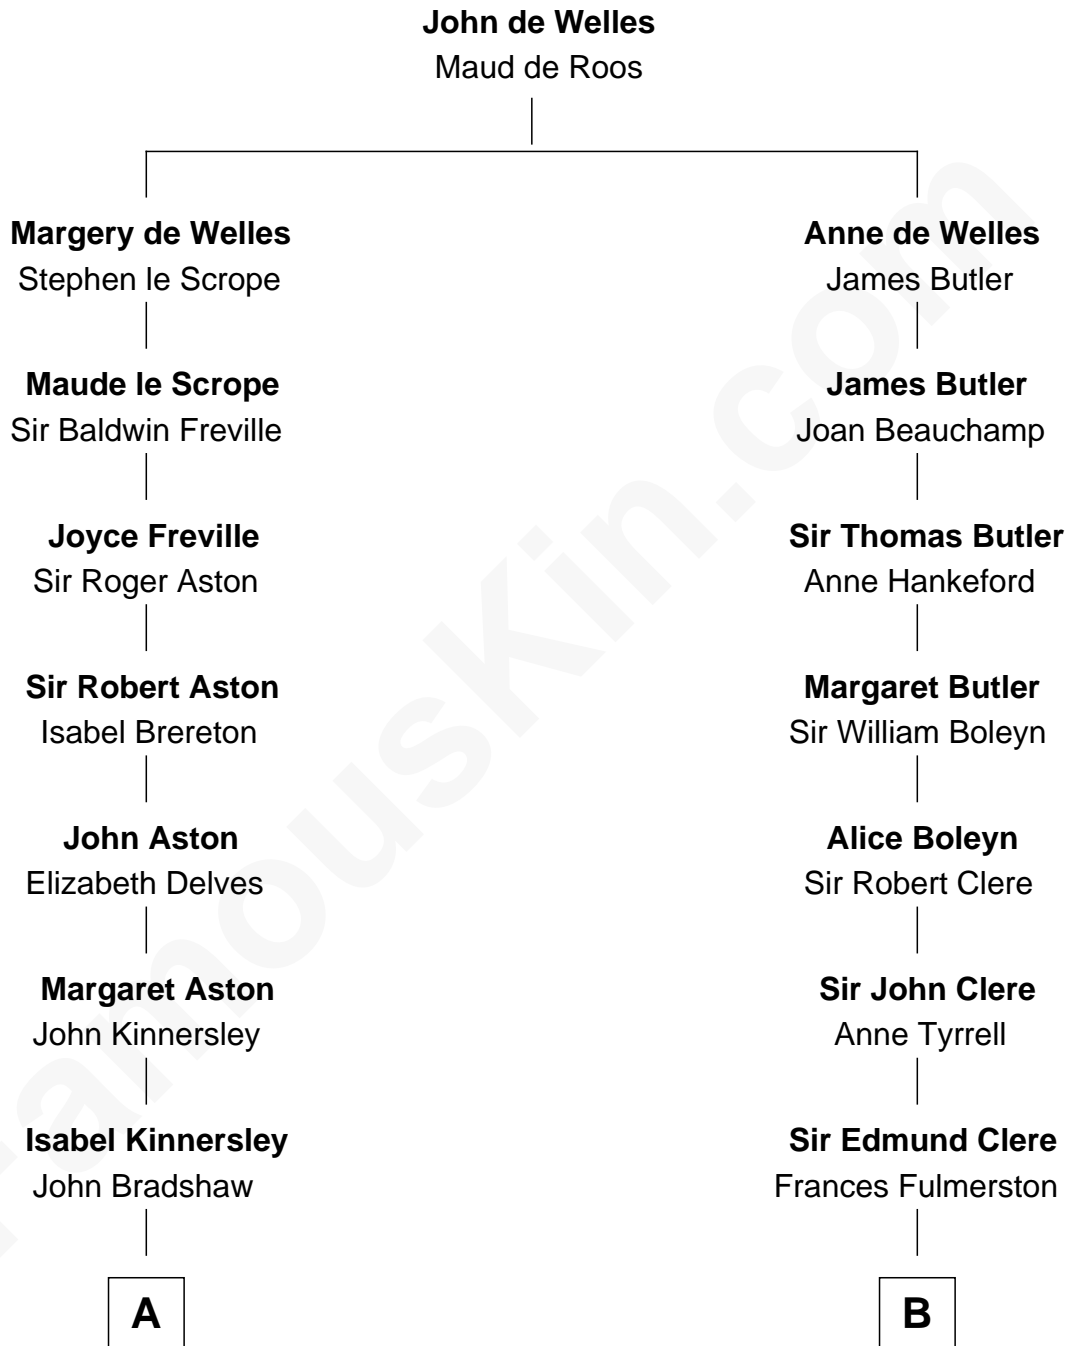 John de Welles
Maud de Roos
Margery de Welles
Stephen le Scrope
Maude le Scrope
Sir Baldwin Freville
Joyce Freville
Sir Roger Aston
Sir Robert Aston
Isabel Brereton
John Aston
Elizabeth Delves
Margaret Aston
John Kinnersley
Isabel Kinnersley
John Bradshaw
A
Anne de Welles
James Butler
James Butler
Joan Beauchamp
Sir Thomas Butler
Anne Hankeford
Margaret Butler
Sir William Boleyn
Alice Boleyn
Sir Robert Clere
Sir John Clere
Anne Tyrrell
Sir Edmund Clere
Frances Fulmerston
B
FamousKin.com